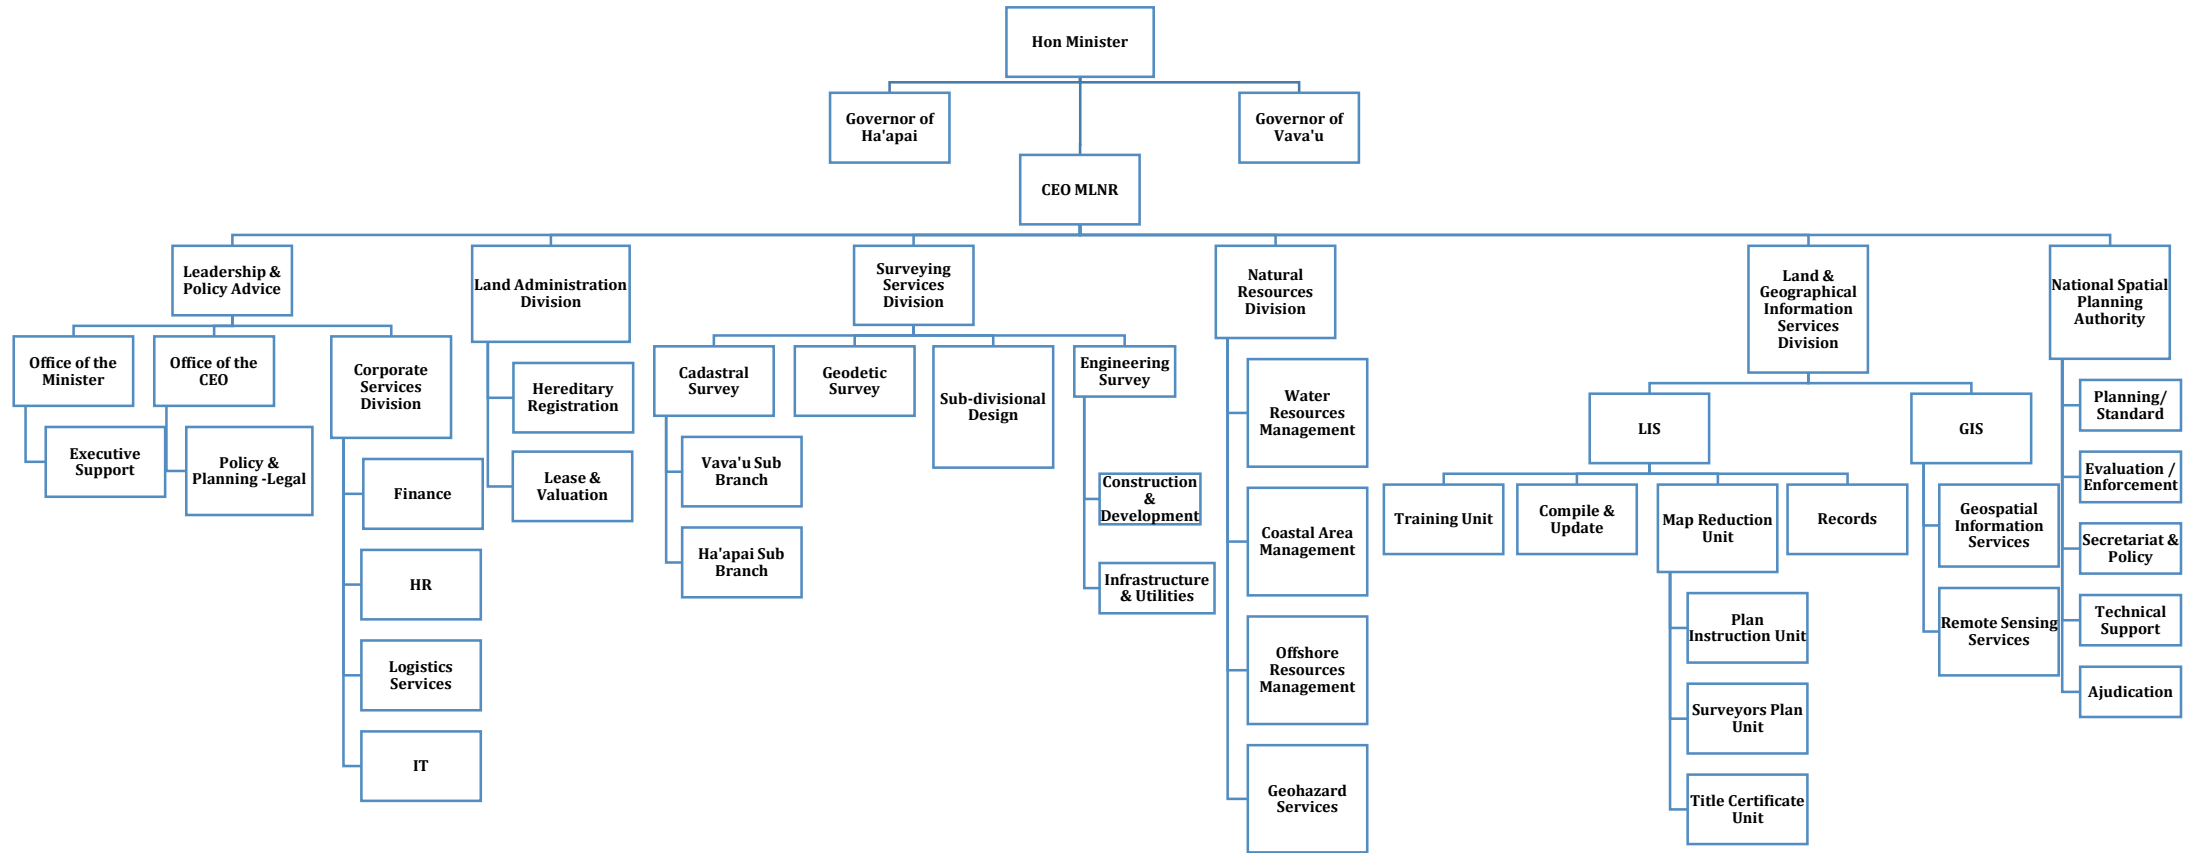 Hon Minister
Governor of
Ha'apai
Governor of
Vava'u
CEO MLNR
Leadership &
Policy Advice
Office of the
Minister
Executive
Support
Office of the
CEO
Policy &
Planning -Legal
Corporate
Services
Division
Finance
HR
Logistics
Services
IT
Land Administration
Division
Hereditary
Registration
Lease &
Valuation
Surveying
Services
Division
Cadastral
Survey
Vava'u Sub
Branch
Ha'apai Sub
Branch
Geodetic
Survey
Sub-divisional
Design
Engineering
Survey
Construction
&
Development
Infrastructure
& Utilities
Natural
Resources
Division
Water
Resources
Management
Coastal Area
Management
Offshore
Resources
Management
Geohazard
Services
Land &
Geographical
Information
Services
Division
LIS
Training Unit
Compile &
Update
Map Reduction
Unit
Plan
Instruction Unit
Surveyors Plan
Unit
Title Certificate
Unit
Records
GIS
Geospatial
Information
Services
Remote Sensing
Services
National Spatial
Planning
Authority
Planning/
Standard
Evaluation /
Enforcement
Secretariat &
Policy
Technical
Support
Ajudication